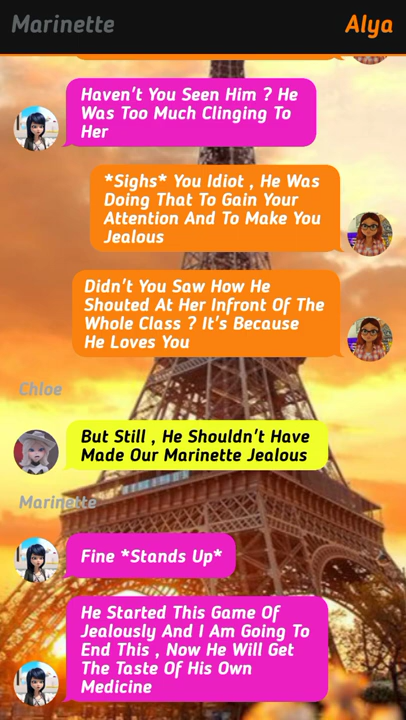 Marinette Alya
Haven't You Seen Him ? He
Was Too Much Clinging To
Her
*Sighs* You Idiot , He Was
Doing That To Gain Your
Attention And To Make You
Jealous
Didn't You Saw How He
Shouted At Her Infront Of The
Whole Class ? It's Because
He Loves You
Chloe
But Still , He Shouldn't Have
Made Our Marinette Jealous
Marinette
Fine *Stands Up*
He Started This Game Of
Jealously And I Am Going To
End This , Now He Will Get
The Taste Of His Own
Medicine